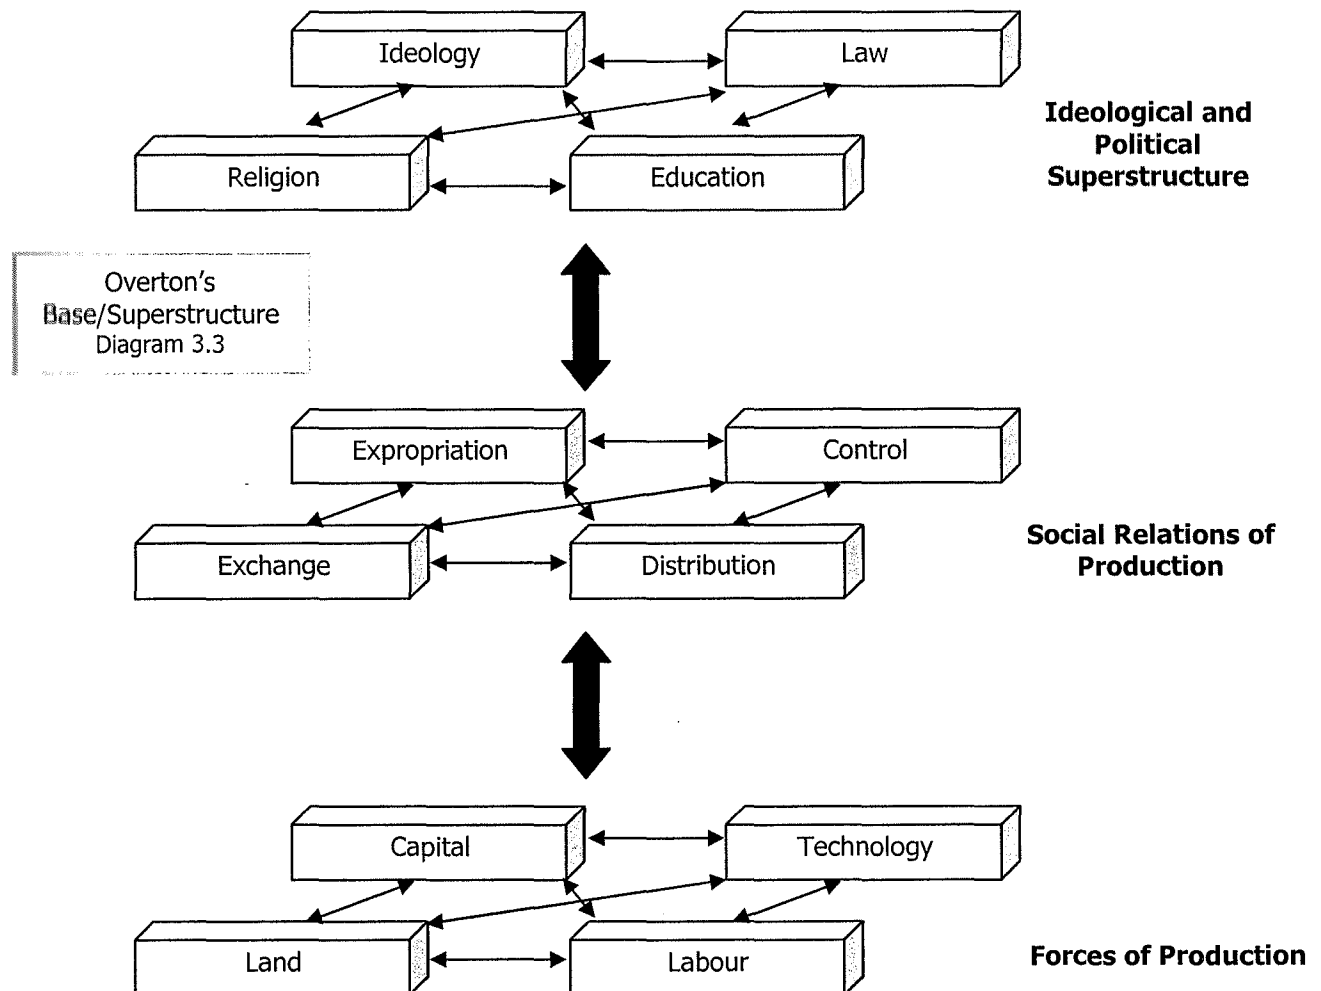 Ideology
Law
Ideological and
Political
Superstructure
Religion
Education
Overton's
Base/Superstructure
Diagram 3.3
Expropriation
Control
Social Relations of
Production
Exchange
Distribution
Capital
Technology
Forces of Production
Land
Labour